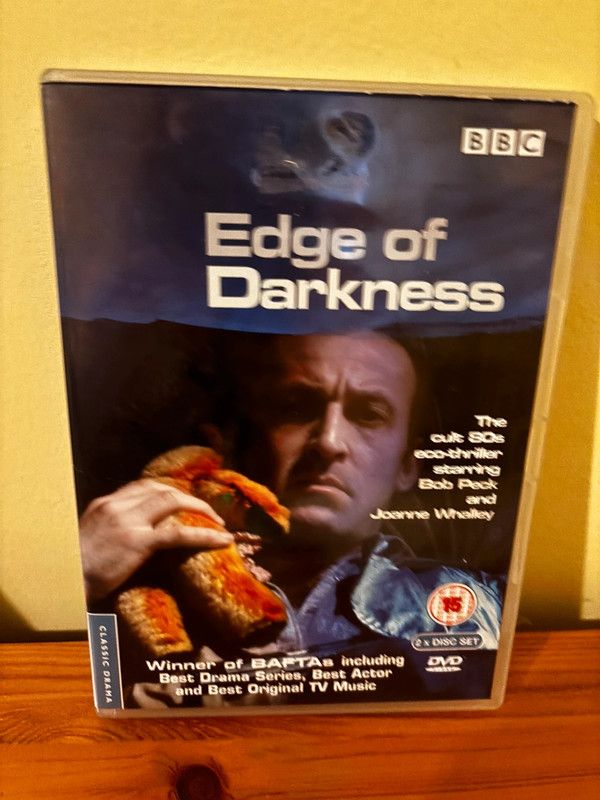 BBC
Edge of
Darkness
The
cult 80s
eco-thriller
starring
Bob Peck
and
Joanne Whalley
15
2 x DISC SET
CLASSIC DRAMA
Winner of BAFTAs including
Best Drama Series, Best Actor
and Best Original TV Music
DVD